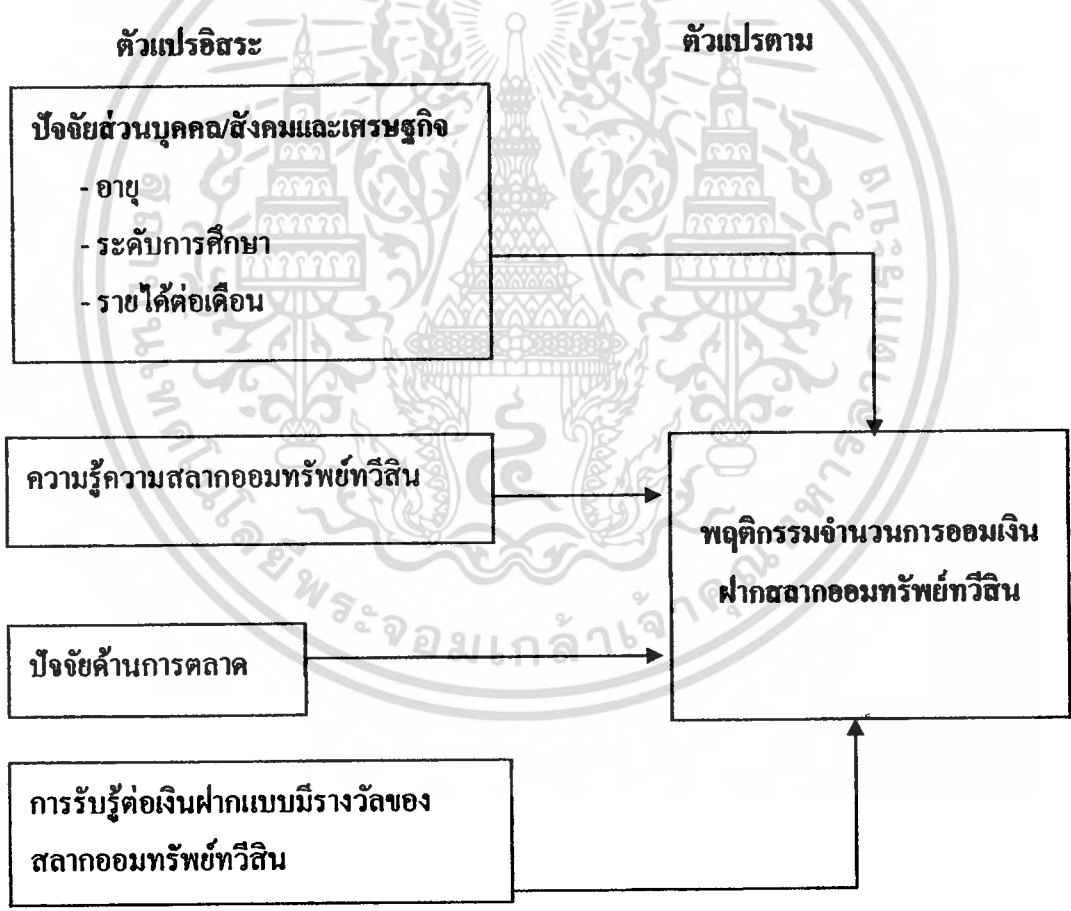 ตัวแปรอิสระ
ตัวแปรตาม
ปัจจัยส่วนบุคคล/สังคมและเศรษฐกิจ
- อายุ
- ระดับการศึกษา
- รายได้ต่อเดือน
ความรู้ความสลากออมทรัพย์ทวีสิน
ปัจจัยด้านการตลาด
การรับรู้ต่อเงินฝากแบบมีรางวัลของ
สลากออมทรัพย์ทวีสิน
พฤติกรรมจำนวนการออมเงิน
ฝากสลากออมทรัพย์ทวีสิน